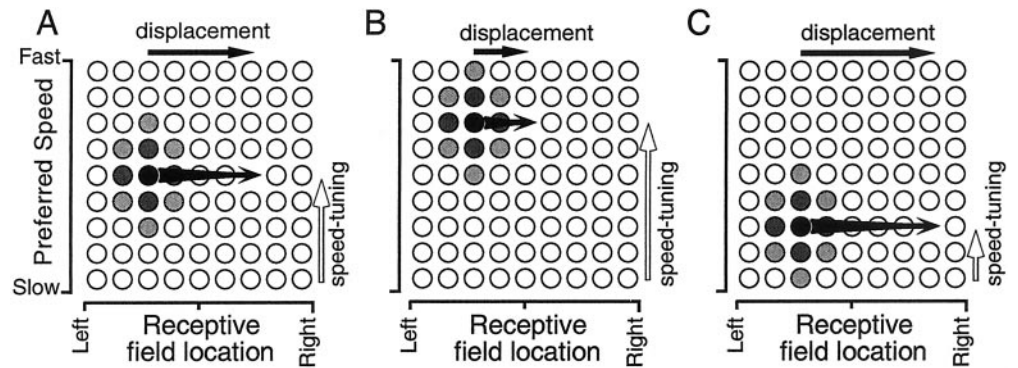 A
displacement
Fast
Preferred Speed
Slow
speed-tuning
Left
Receptive
field location
Right
B
displacement
speed-tuning
Left
Receptive
field location
Right
C
displacement
speed-tuning
Left
Receptive
field location
Right